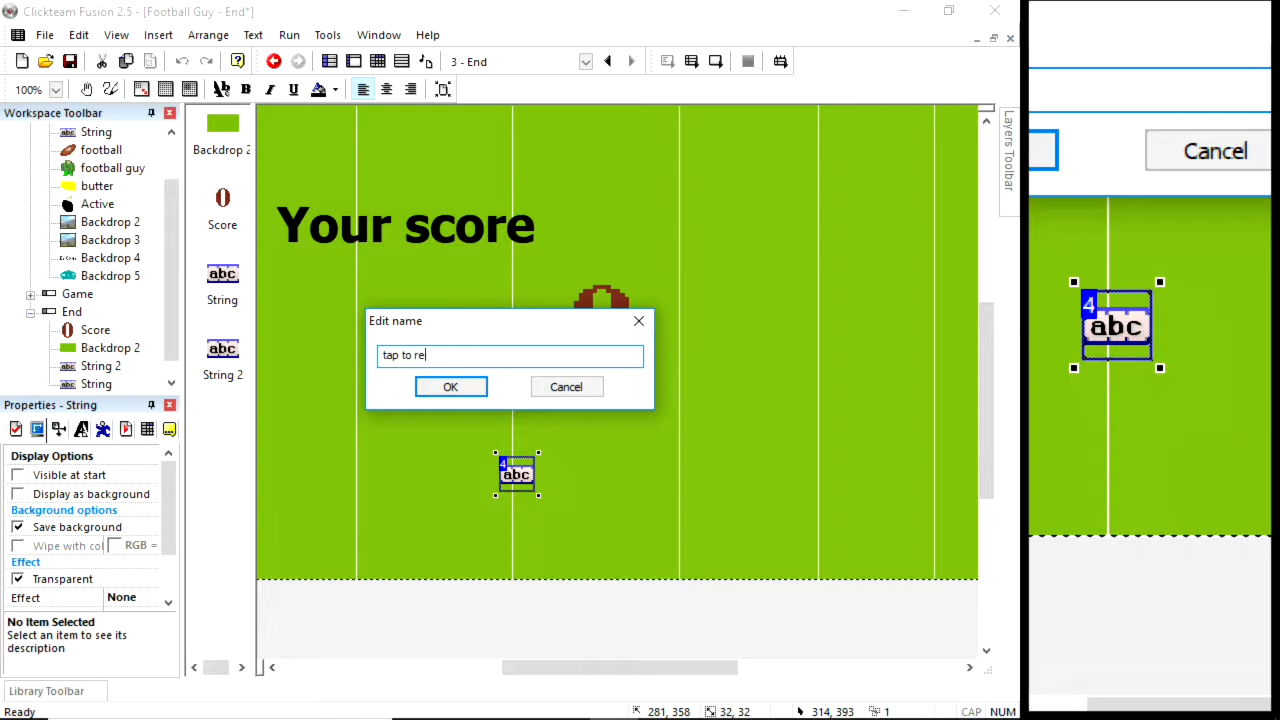 Clickteam Fusion 2.5 - [Football Guy - End*]
File Edit View Insert Arrange Text Run Tools Window Help
3 - End
100%
Workspace Toolbar
String
football
football guy
butter
Active
Backdrop 2
Backdrop 3
Backdrop 4
Backdrop 5
Game
End
Score
Backdrop 2
String 2
String
Properties - String
Display Options
Visible at start
Display as background
Background options
Save background
Wipe with col RGB =
Effect
Transparent
Effect None
No Item Selected
Select an item to see its
description
Library Toolbar
Ready
Backdrop 2
Score
abc
String
abc
String 2
Your score
Edit name
tap to re
OK Cancel
4
abc
Layers Toolbar
281, 358 32, 32 314, 393 1 CAP NUM
Cancel
4
abc